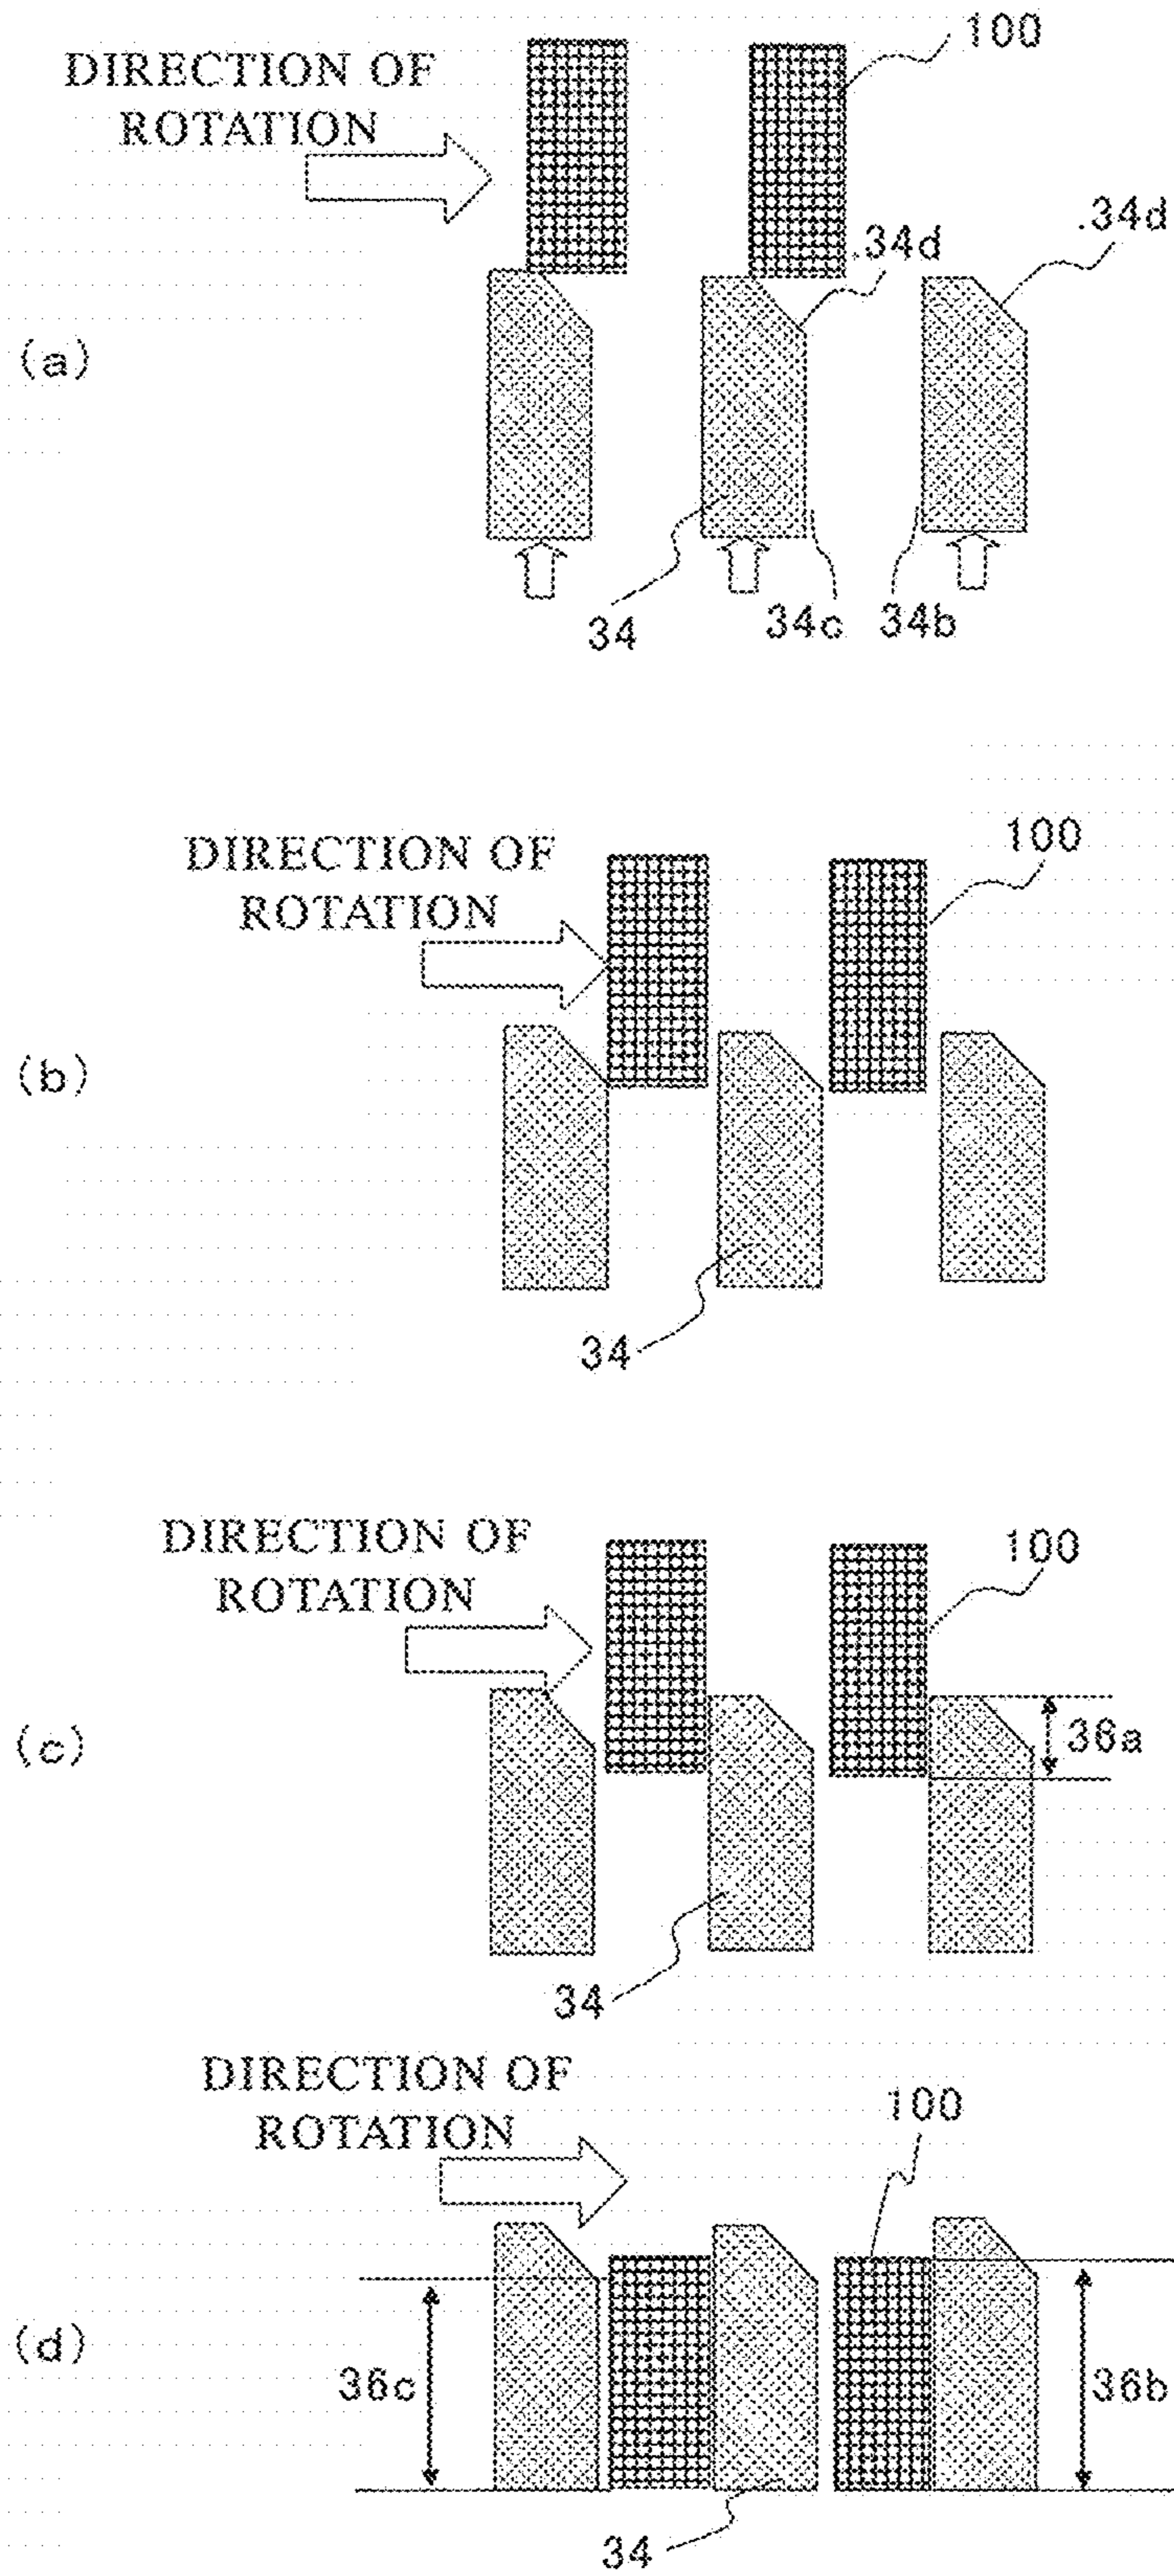 100
DIRECTION OF
ROTATION
.34d
.34d
(a)
34
34c
34b
100
DIRECTION OF
ROTATION
(b)
34
100
DIRECTION OF
ROTATION
(c)
36a
34
DIRECTION OF
ROTATION
100
(d)
36c
36b
34